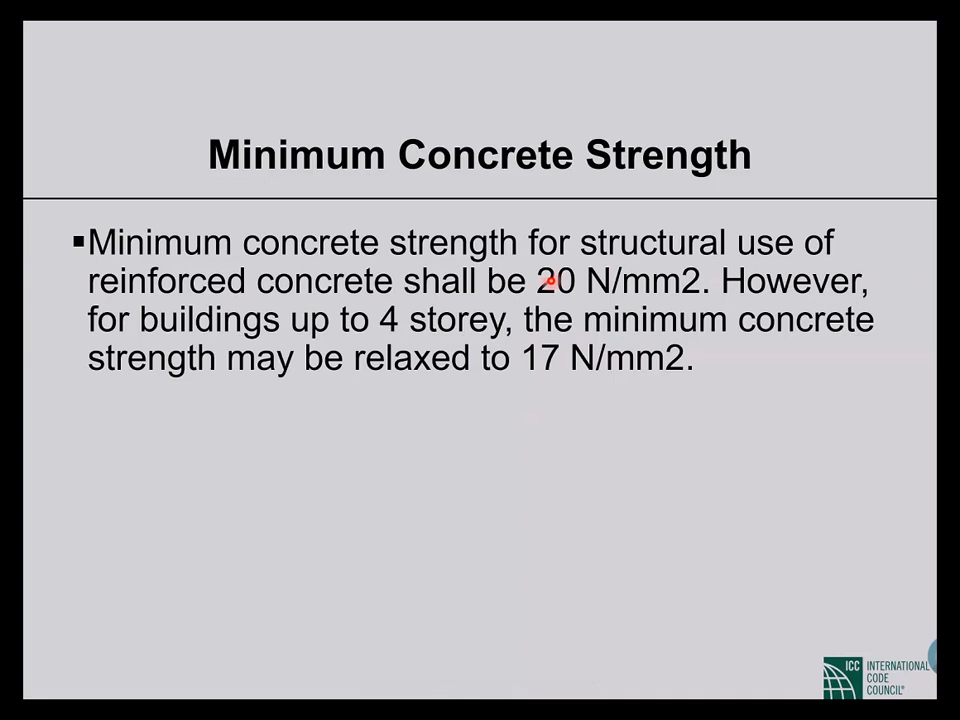 Minimum Concrete Strength
▪Minimum concrete strength for structural use of
reinforced concrete shall be 20 N/mm2. However,
for buildings up to 4 storey, the minimum concrete
strength may be relaxed to 17 N/mm2.
ICC
INTERNATIONAL
CODE
COUNCIL®